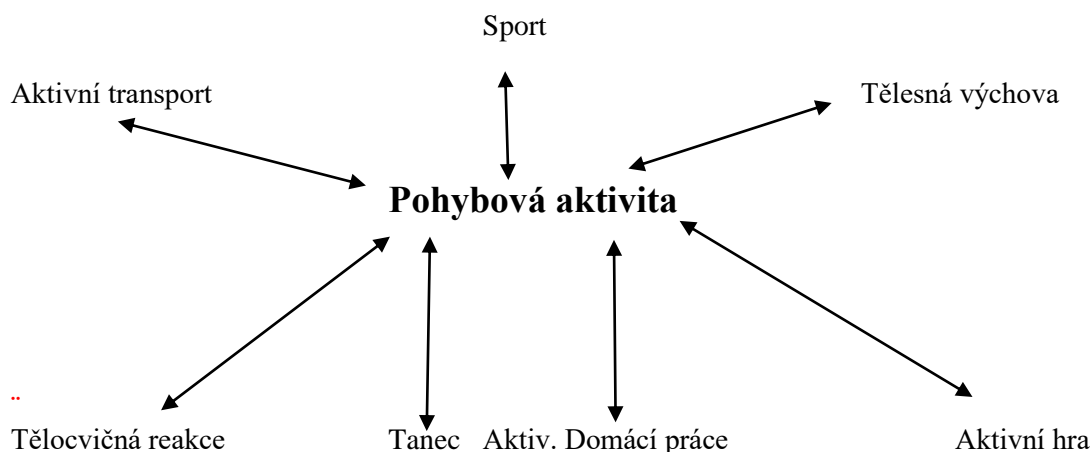 Sport
Aktivní transport Tělesná výchova
Pohybová aktivita
Tělocvičná reakce Tanec Aktiv. Domácí práce Aktivní hra